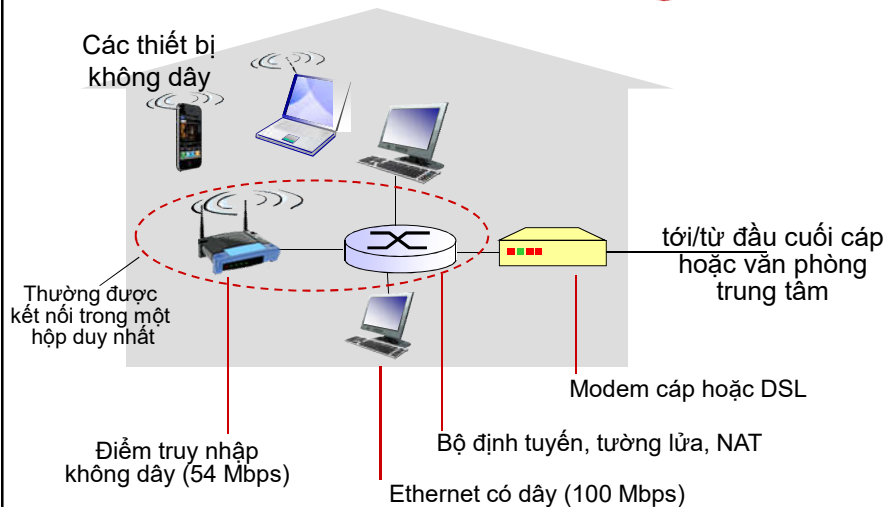 Các thiết bị
không dây
tới/từ đầu cuối cáp
hoặc văn phòng
trung tâm
Thường được
kết nối trong một
hộp duy nhất
Modem cáp hoặc DSL
Bộ định tuyến, tường lửa, NAT
Điểm truy nhập
không dây (54 Mbps)
Ethernet có dây (100 Mbps)